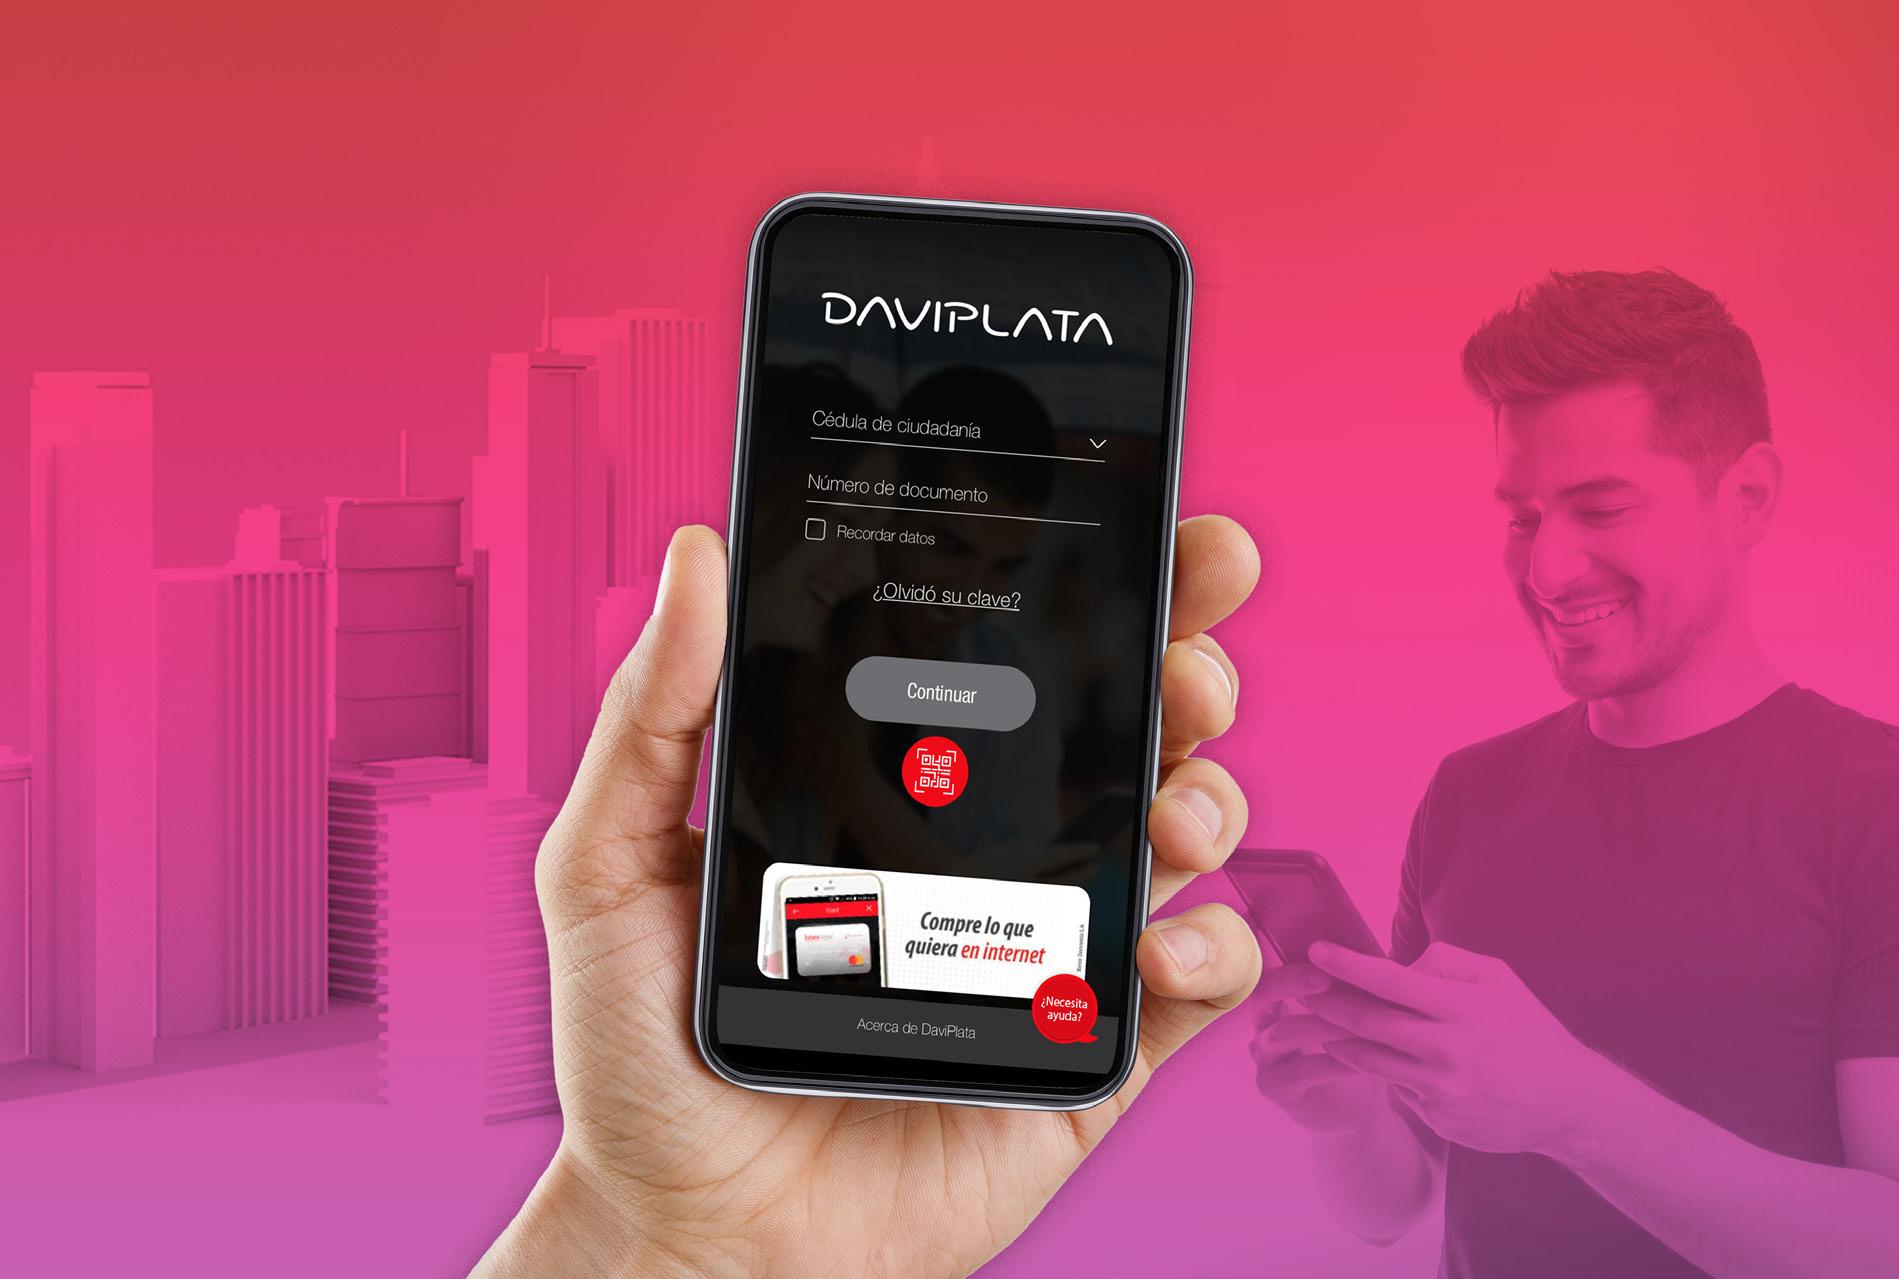 DAVIPLATA
Cédula de ciudadanía
Número de documento
Recordar datos
¿Olvidó su clave?
Continuar
Compre lo que
quiera en internet
¿Necesita
ayuda?
Acerca de DaviPlata